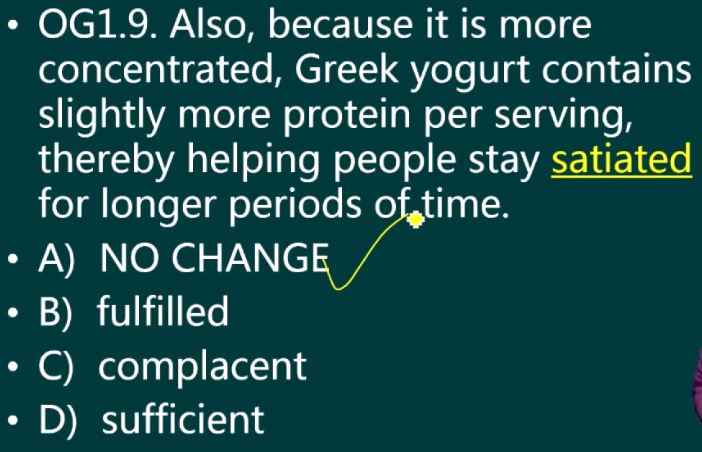 • OG1.9. Also, because it is more
concentrated, Greek yogurt contains
slightly more protein per serving,
thereby helping people stay satiated
for longer periods of time.
• A) NO CHANGE
• B) fulfilled
• C) complacent
• D) sufficient